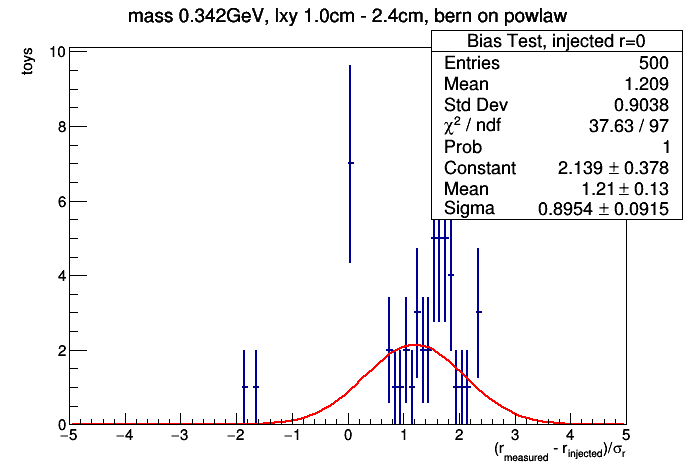 mass 0.342GeV, lxy 1.0cm - 2.4cm, bern on powlaw
Bias Test, injected r=0
Entries 500
Mean 1.209
Std Dev 0.9038
χ² / ndf 37.63 / 97
Prob 1
Constant 2.139 ± 0.378
Mean 1.21 ± 0.13
Sigma 0.8954 ± 0.0915
toys
10
8
6
4
2
0
−5 −4 −3 −2 −1 0 1 2 3 4 5
(r_measured - r_injected)/σ_r